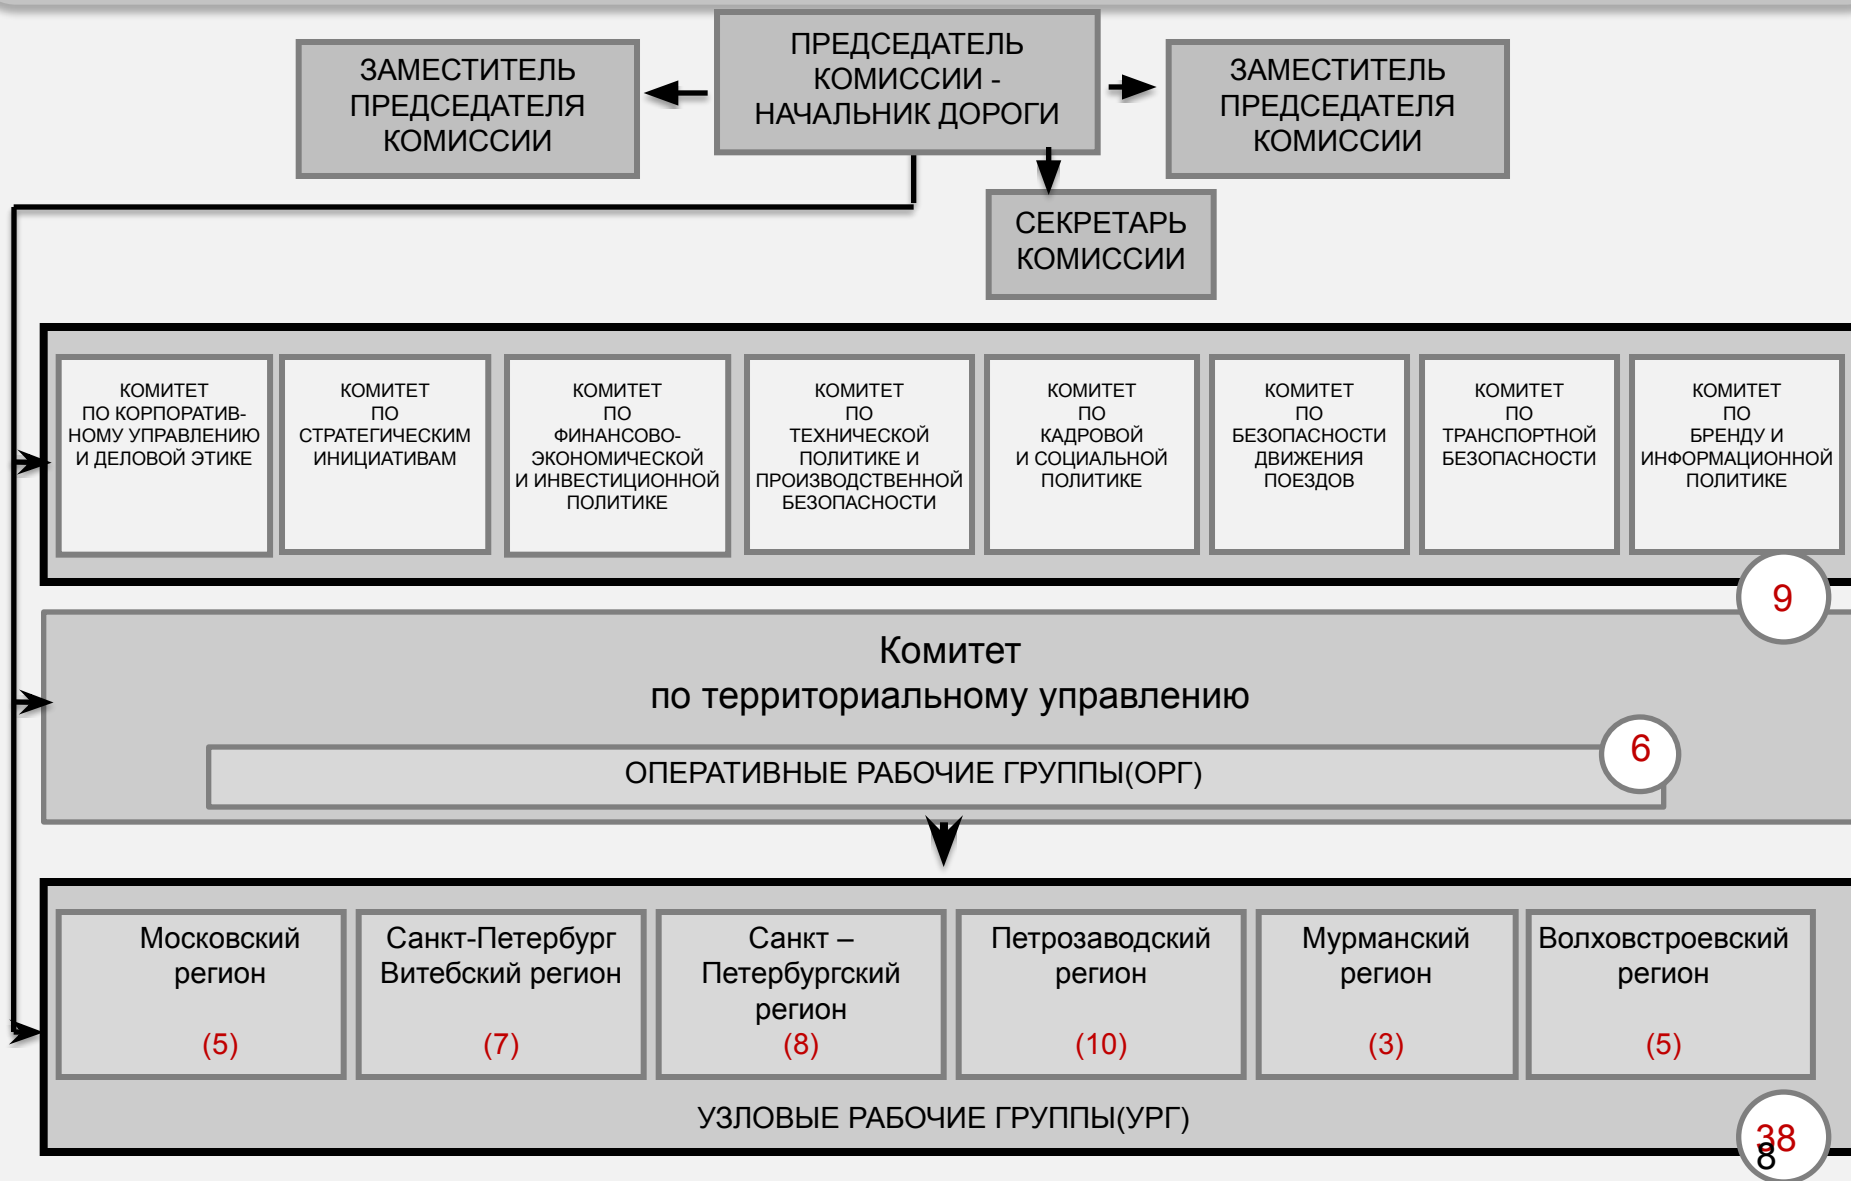 ПРЕДСЕДАТЕЛЬ
КОМИССИИ -
НАЧАЛЬНИК ДОРОГИ
ЗАМЕСТИТЕЛЬ
ПРЕДСЕДАТЕЛЯ
КОМИССИИ
ЗАМЕСТИТЕЛЬ
ПРЕДСЕДАТЕЛЯ
КОМИССИИ
СЕКРЕТАРЬ
КОМИССИИ
КОМИТЕТ
ПО КОРПОРАТИВ-
НОМУ УПРАВЛЕНИЮ
И ДЕЛОВОЙ ЭТИКЕ
КОМИТЕТ
ПО
СТРАТЕГИЧЕСКИМ
ИНИЦИАТИВАМ
КОМИТЕТ
ПО
ФИНАНСОВО-
ЭКОНОМИЧЕСКОЙ
И ИНВЕСТИЦИОННОЙ
ПОЛИТИКЕ
КОМИТЕТ
ПО
ТЕХНИЧЕСКОЙ
ПОЛИТИКЕ И
ПРОИЗВОДСТВЕННОЙ
БЕЗОПАСНОСТИ
КОМИТЕТ
ПО
КАДРОВОЙ
И СОЦИАЛЬНОЙ
ПОЛИТИКЕ
КОМИТЕТ
ПО
БЕЗОПАСНОСТИ
ДВИЖЕНИЯ
ПОЕЗДОВ
КОМИТЕТ
ПО
ТРАНСПОРТНОЙ
БЕЗОПАСНОСТИ
КОМИТЕТ
ПО
БРЕНДУ И
ИНФОРМАЦИОННОЙ
ПОЛИТИКЕ
9
Комитет
по территориальному управлению
6
ОПЕРАТИВНЫЕ РАБОЧИЕ ГРУППЫ(ОРГ)
Московский
регион
(5)
Санкт-Петербург
Витебский регион
(7)
Санкт –
Петербургский
регион
(8)
Петрозаводский
регион
(10)
Мурманский
регион
(3)
Волховстроевский
регион
(5)
УЗЛОВЫЕ РАБОЧИЕ ГРУППЫ(УРГ)
38
8